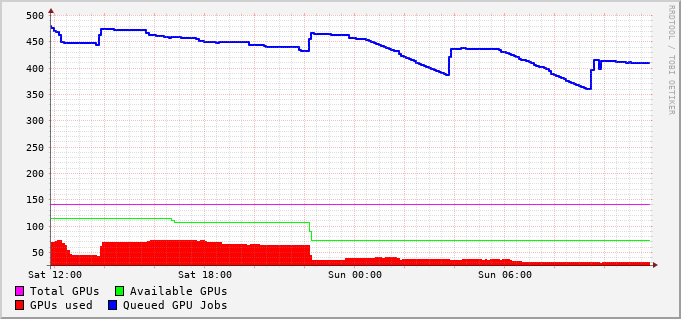 500
450
400
350
300
250
200
150
100
50
Sat 12:00 Sat 18:00 Sun 00:00 Sun 06:00
Total GPUs Available GPUs
GPUs used Queued GPU Jobs
RRDTOOL / TOBI OETIKER